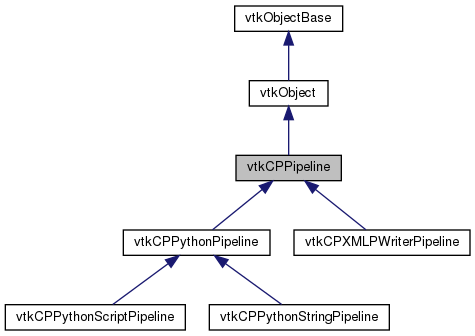 vtkObjectBase
vtkObject
vtkCPPipeline
vtkCPPythonPipeline
vtkCPXMLPWriterPipeline
vtkCPPythonScriptPipeline
vtkCPPythonStringPipeline